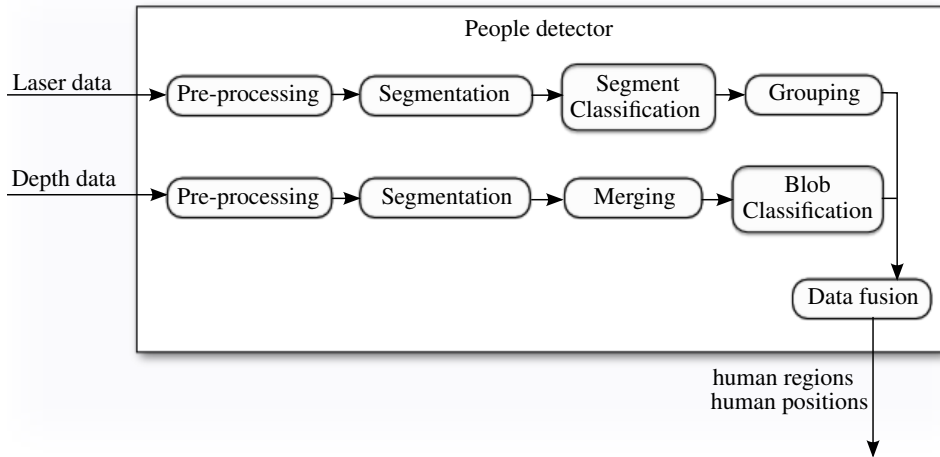 People detector
Laser data
Pre-processing
Segmentation
Segment
Classification
Grouping
Depth data
Pre-processing
Segmentation
Merging
Blob
Classification
Data fusion
human regions
human positions